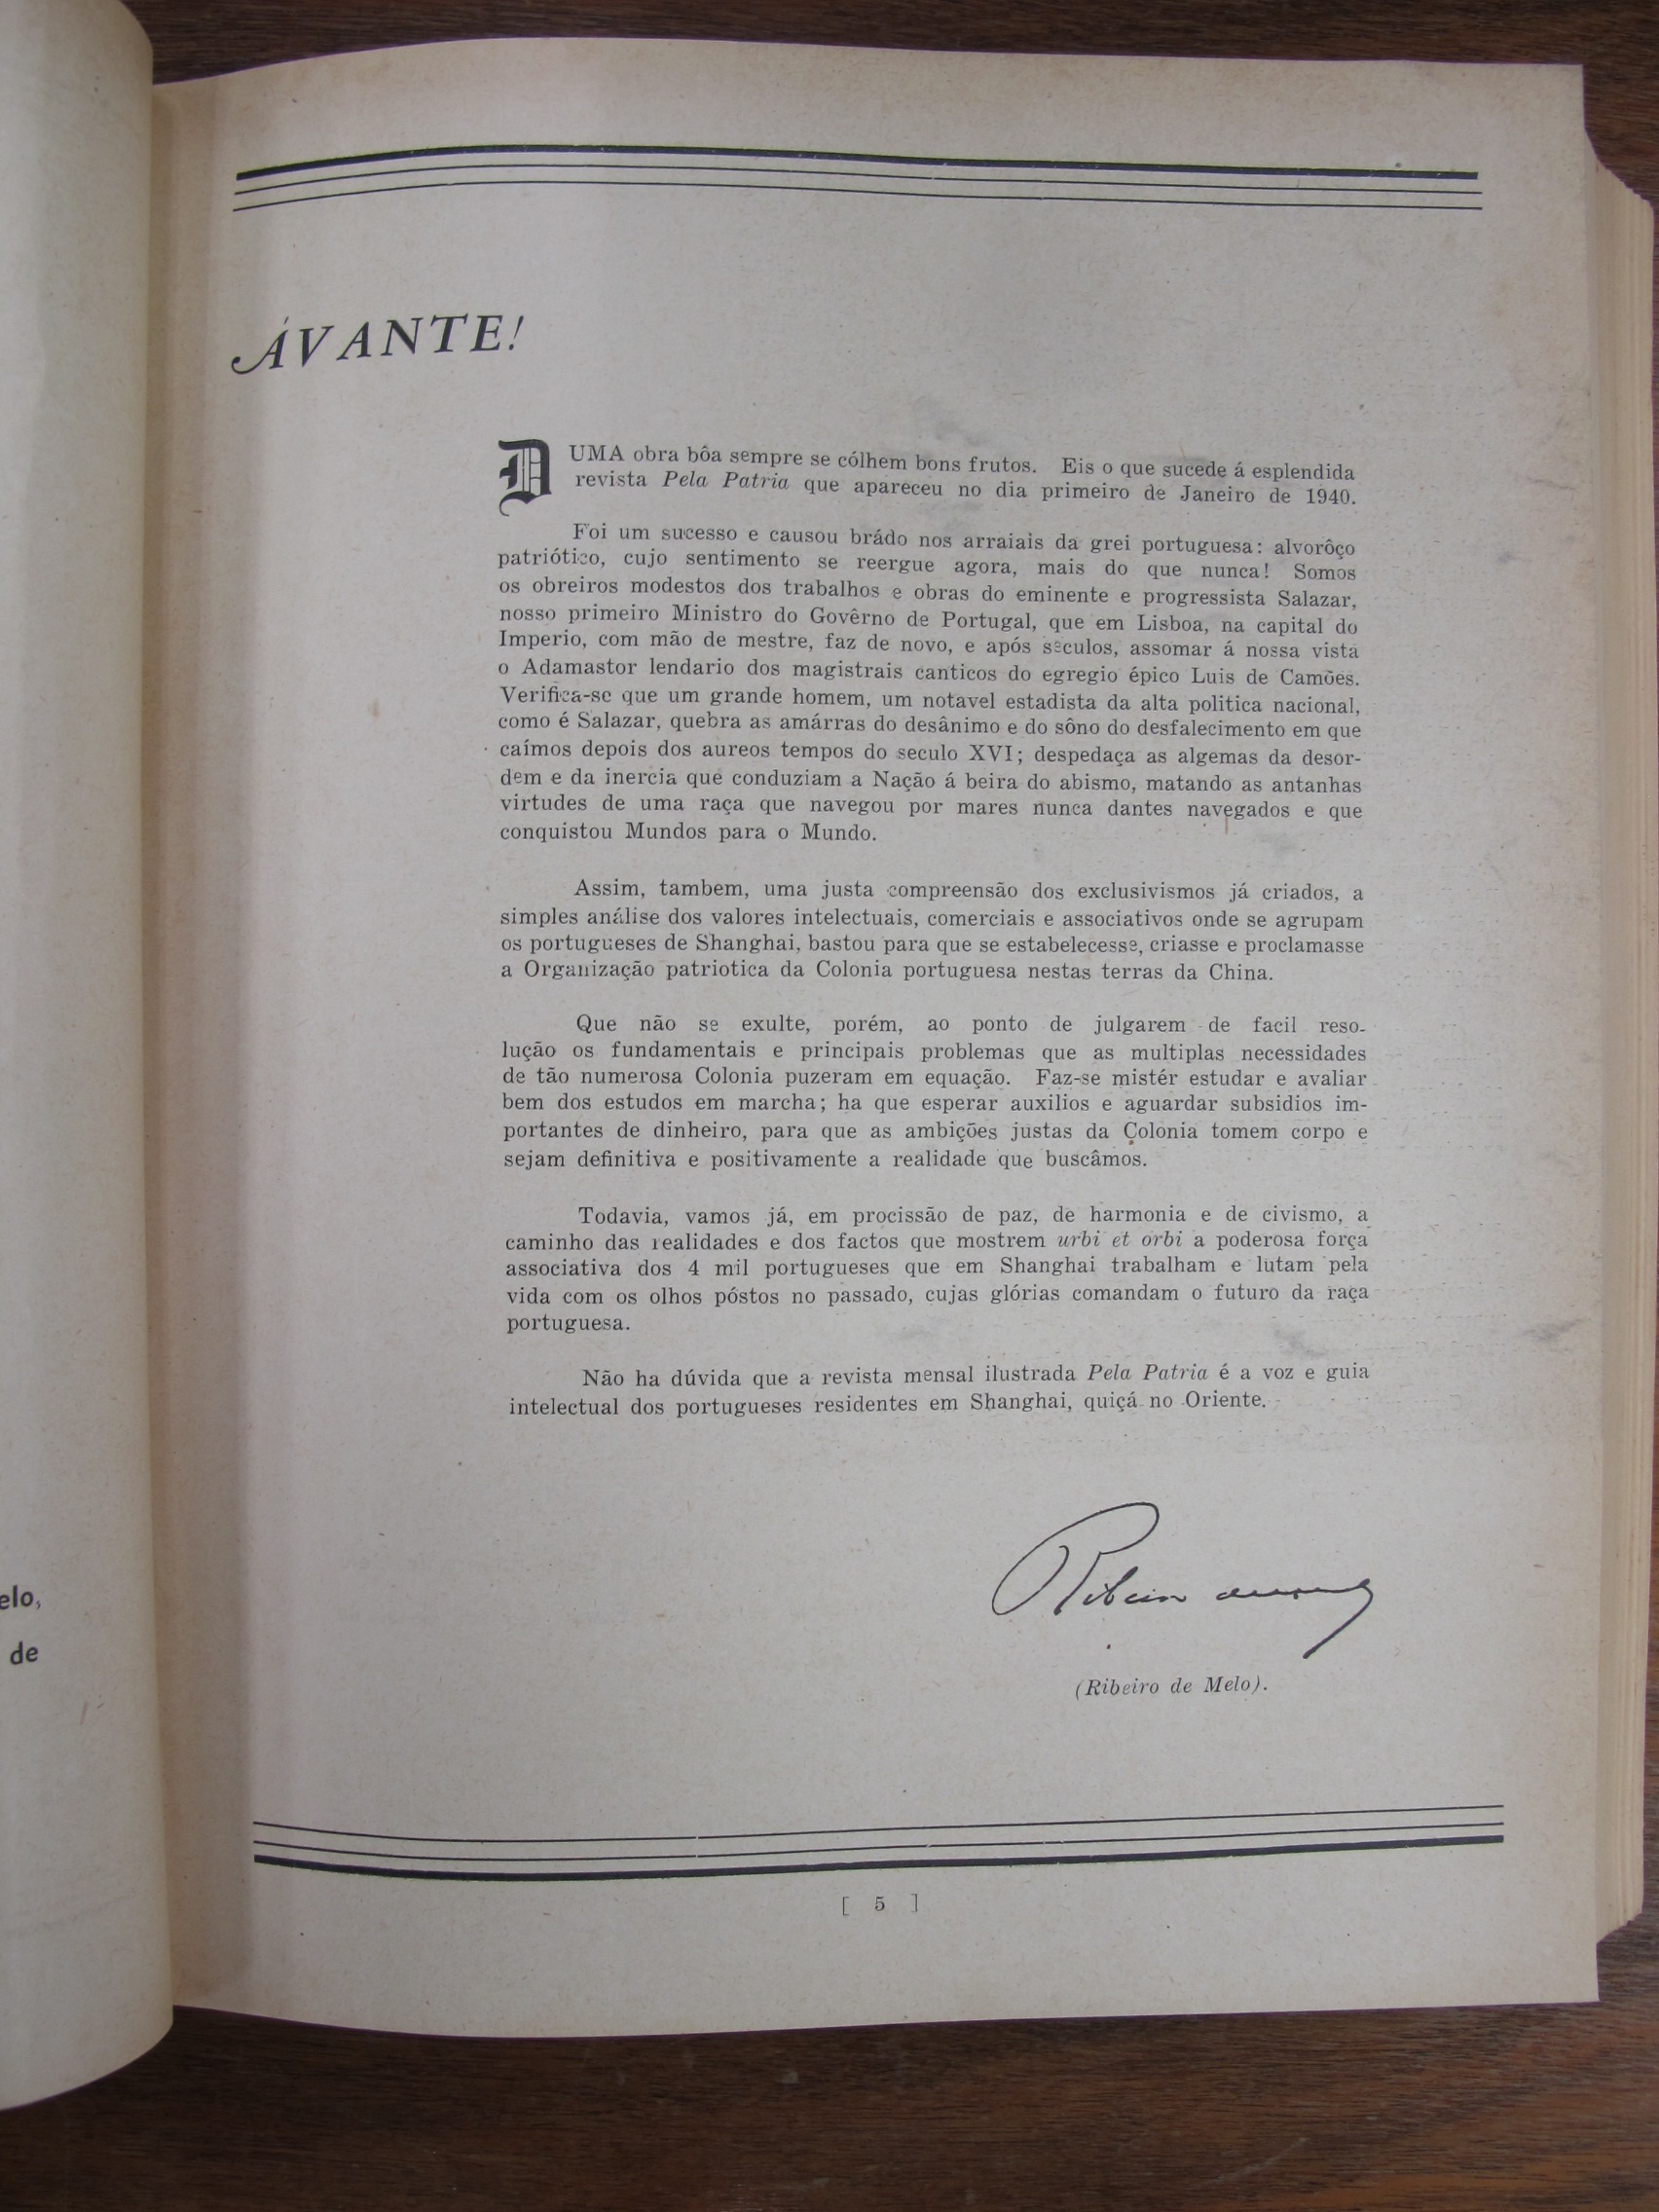 ÁVANTE!
DUMA obra bôa sempre se cólhem bons frutos. Eis o que sucede á esplendida
revista Pela Patria que apareceu no dia primeiro de Janeiro de 1940.
Foi um sucesso e causou brádo nos arraiais da grei portuguesa: alvorôço
patriótico, cujo sentimento se reergue agora, mais do que nunca! Somos
os obreiros modestos dos trabalhos e obras do eminente e progressista Salazar,
nosso primeiro Ministro do Govêrno de Portugal, que em Lisboa, na capital do
Imperio, com mão de mestre, faz de novo, e após seculos, assomar á nossa vista
o Adamastor lendario dos magistrais canticos do egregio épico Luis de Camões.
Verifica-se que um grande homem, um notavel estadista da alta politica nacional,
como é Salazar, quebra as amárras do desânimo e do sôno do desfalecimento em que
caímos depois dos aureos tempos do seculo XVI; despedaça as algemas da desor-
dem e da inercia que conduziam a Nação á beira do abismo, matando as antanhas
virtudes de uma raça que navegou por mares nunca dantes navegados e que
conquistou Mundos para o Mundo.
Assim, tambem, uma justa compreensão dos exclusivismos já criados, a
simples análise dos valores intelectuais, comerciais e associativos onde se agrupam
os portugueses de Shanghai, bastou para que se estabelecesse, criasse e proclamasse
a Organização patriotica da Colonia portuguesa nestas terras da China.
Que não se exulte, porém, ao ponto de julgarem de facil reso-
lução os fundamentais e principais problemas que as multiplas necessidades
de tão numerosa Colonia puzeram em equação. Faz-se mistér estudar e avaliar
bem dos estudos em marcha; ha que esperar auxilios e aguardar subsidios im-
portantes de dinheiro, para que as ambições justas da Colonia tomem corpo e
sejam definitiva e positivamente a realidade que buscâmos.
Todavia, vamos já, em procissão de paz, de harmonia e de civismo, a
caminho das realidades e dos factos que mostrem urbi et orbi a poderosa força
associativa dos 4 mil portugueses que em Shanghai trabalham e lutam pela
vida com os olhos póstos no passado, cujas glórias comandam o futuro da raça
portuguesa.
Não ha dúvida que a revista mensal ilustrada Pela Patria é a voz e guia
intelectual dos portugueses residentes em Shanghai, quiçá no Oriente.
(Ribeiro de Melo).
elo,
de
[ 5 ]